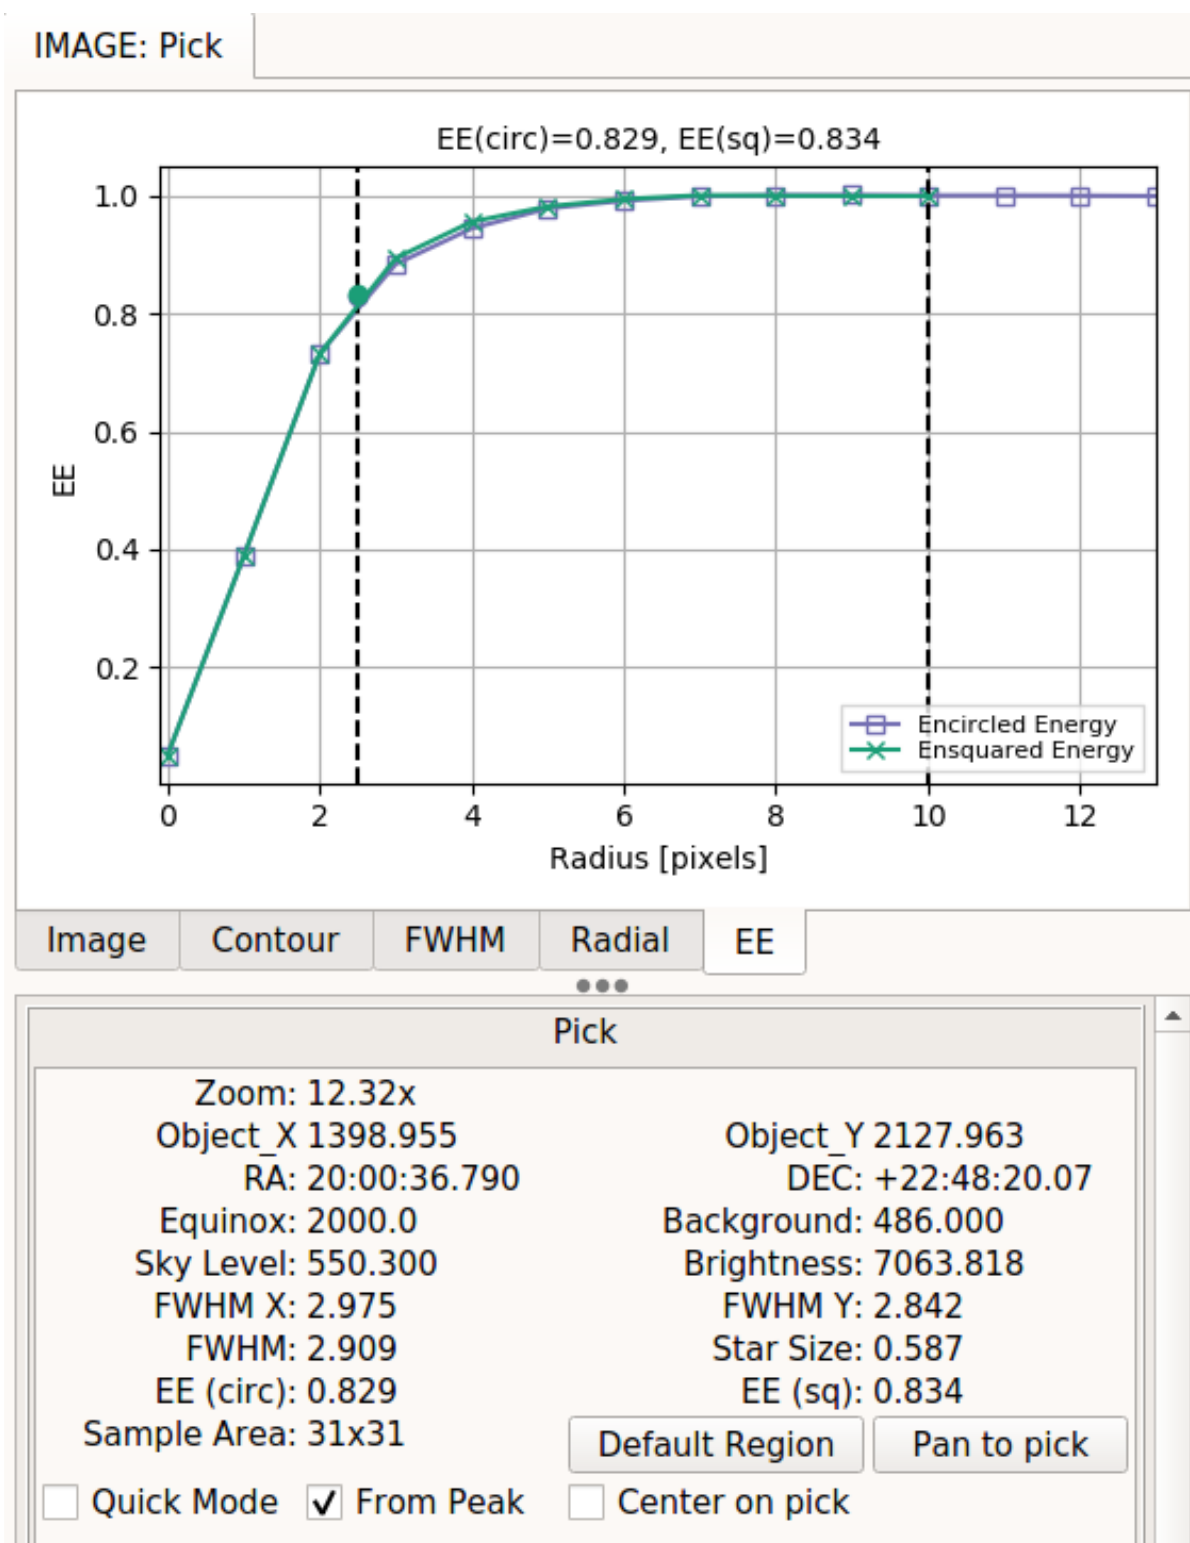 IMAGE: Pick
EE(circ)=0.829, EE(sq)=0.834
1.0
0.8
0.6
0.4
0.2
EE
Encircled Energy
Ensquared Energy
0 2 4 6 8 10 12
Radius [pixels]
Image Contour FWHM Radial EE
Pick
Zoom: 12.32x
Object_X 1398.955 Object_Y 2127.963
RA: 20:00:36.790 DEC: +22:48:20.07
Equinox: 2000.0 Background: 486.000
Sky Level: 550.300 Brightness: 7063.818
FWHM X: 2.975 FWHM Y: 2.842
FWHM: 2.909 Star Size: 0.587
EE (circ): 0.829 EE (sq): 0.834
Sample Area: 31x31 Default Region Pan to pick
Quick Mode From Peak Center on pick